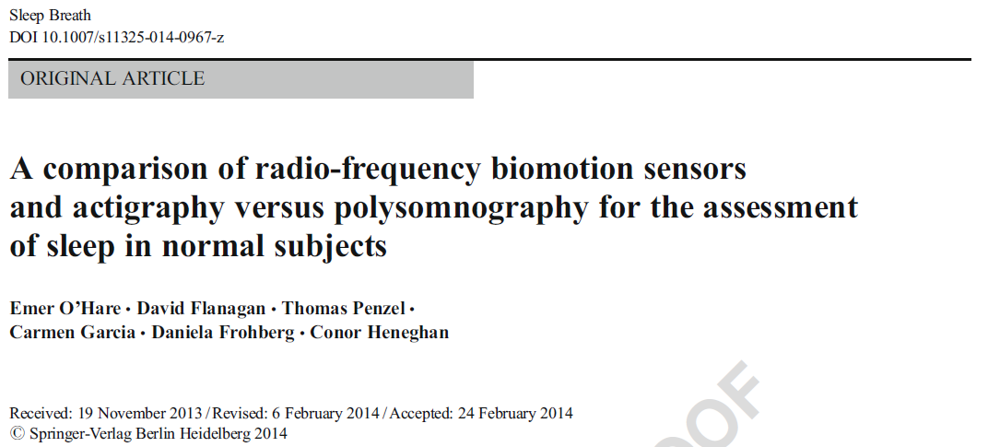 Sleep Breath
DOI 10.1007/s11325-014-0967-z
ORIGINAL ARTICLE
A comparison of radio-frequency biomotion sensors
and actigraphy versus polysomnography for the assessment
of sleep in normal subjects
Emer O’Hare • David Flanagan • Thomas Penzel •
Carmen Garcia • Daniela Frohberg • Conor Heneghan
Received: 19 November 2013 / Revised: 6 February 2014 / Accepted: 24 February 2014
© Springer-Verlag Berlin Heidelberg 2014
OOF